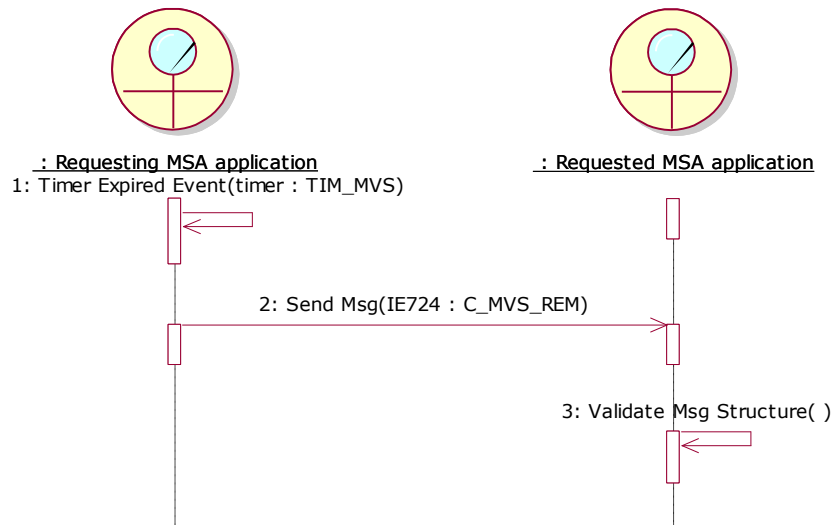 : Requesting MSA application
: Requested MSA application
1: Timer Expired Event(timer : TIM_MVS)
2: Send Msg(IE724 : C_MVS_REM)
3: Validate Msg Structure( )